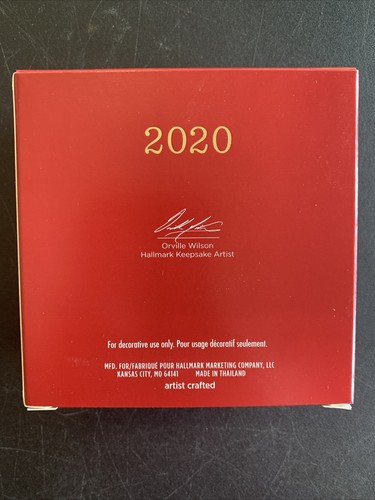 2020
Orville Wilson
Hallmark Keepsake Artist
For decorative use only. Pour usage décoratif seulement.
MFD. FOR/FABRIQUÉ POUR HALLMARK MARKETING COMPANY, LLC
KANSAS CITY, MO 64141 MADE IN THAILAND
artist crafted